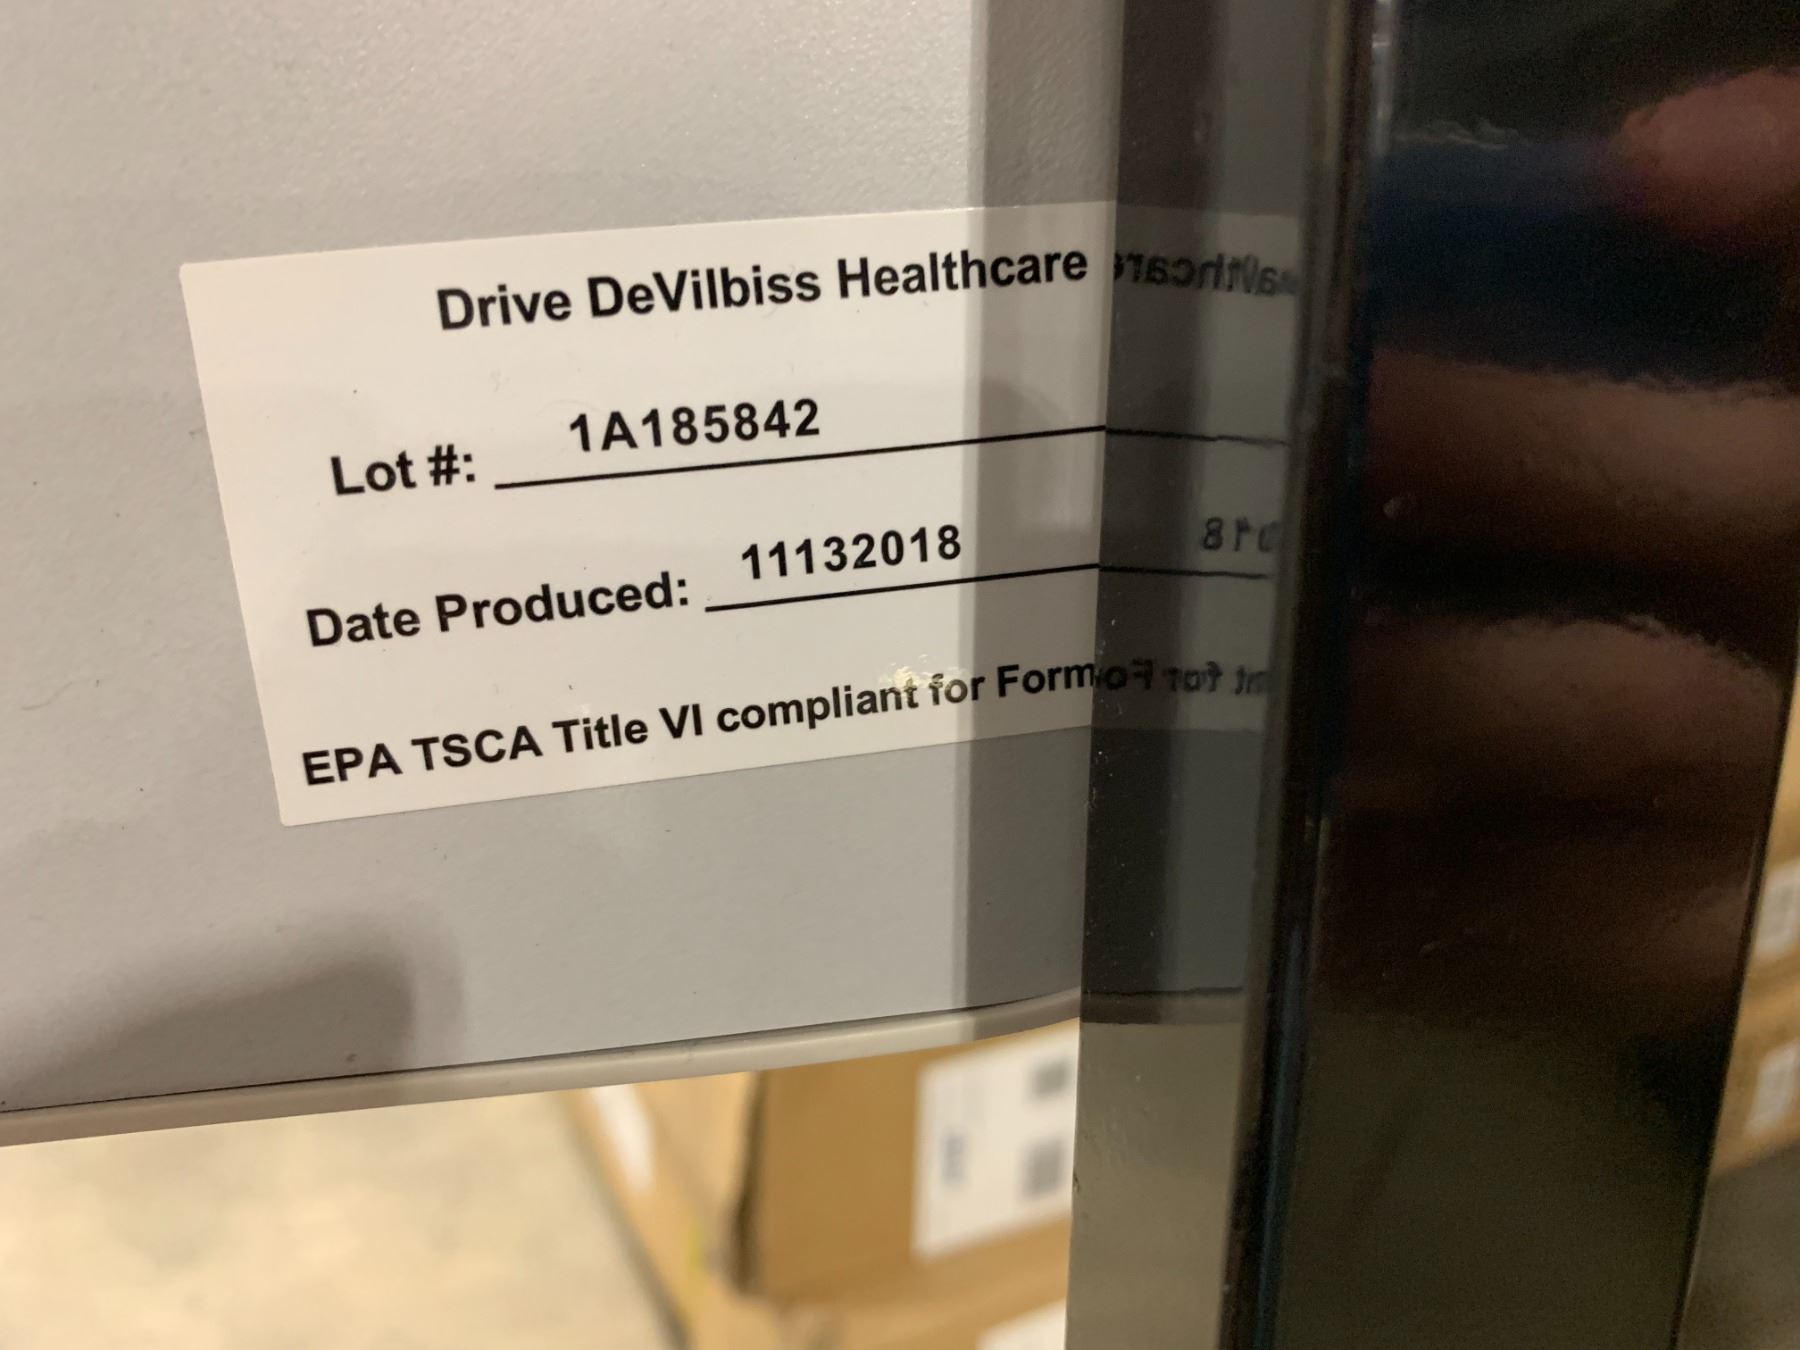 Drive DeVilbiss Healthcare
Lot #: 1A185842
Date Produced: 11132018
EPA TSCA Title VI compliant for Form